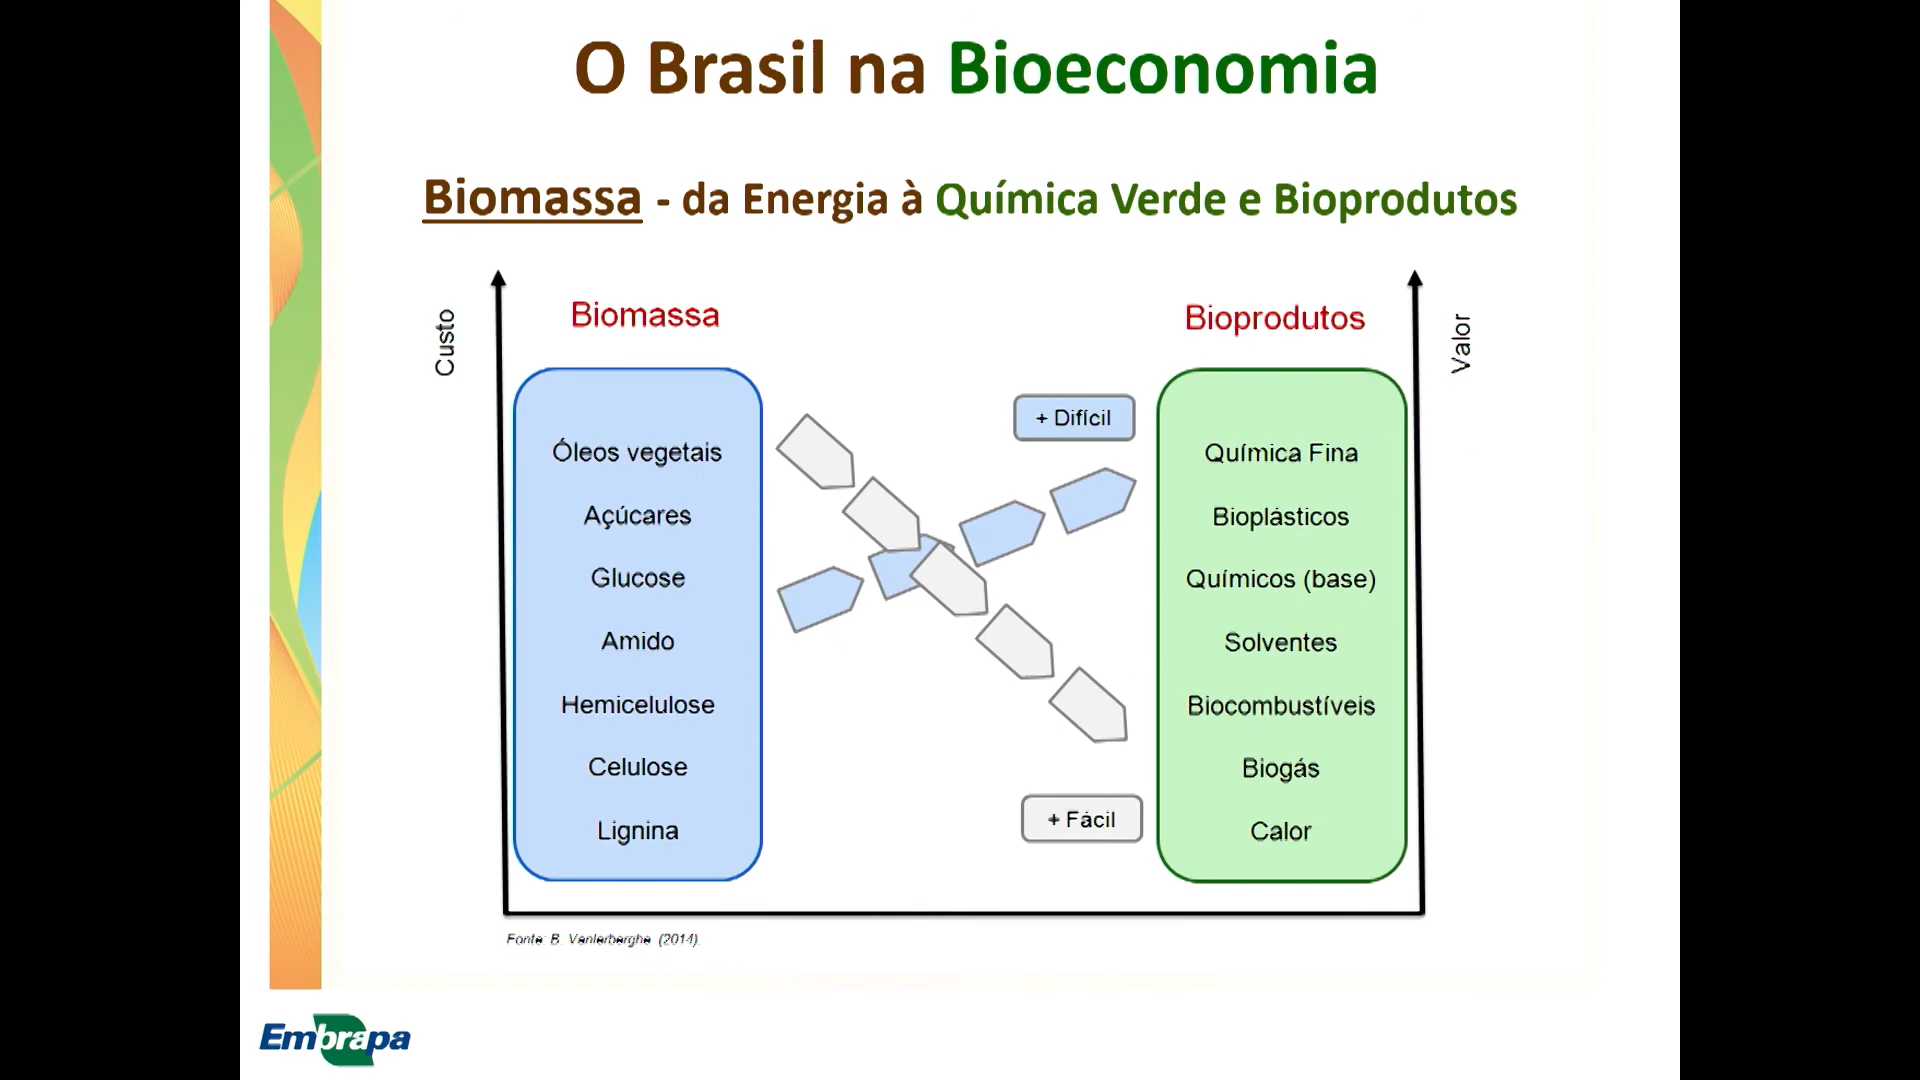 O Brasil na Bioeconomia
Biomassa - da Energia à Química Verde e Bioprodutos
Custo
Biomassa
Bioprodutos
Valor
Óleos vegetais
Açúcares
Glucose
Amido
Hemicelulose
Celulose
Lignina
+ Difícil
+ Fácil
Química Fina
Bioplásticos
Químicos (base)
Solventes
Biocombustíveis
Biogás
Calor
Fonte: B. Vanlerberghe (2014)
Embrapa